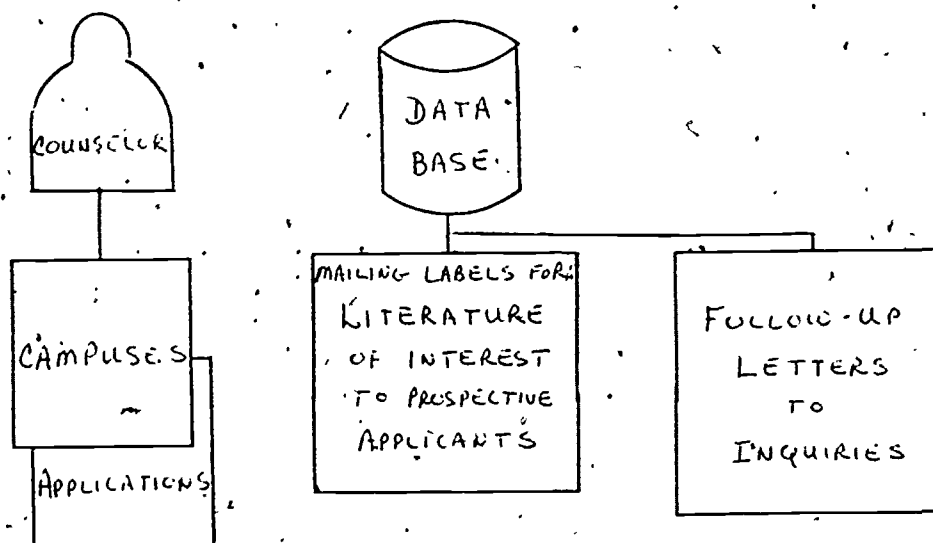 COUNSELOR
DATA
BASE
CAMPUSES
APPLICATIONS
MAILING LABELS FOR:
LITERATURE
OF INTEREST
TO PROSPECTIVE
APPLICANTS
FOLLOW-UP
LETTERS
TO
INQUIRIES